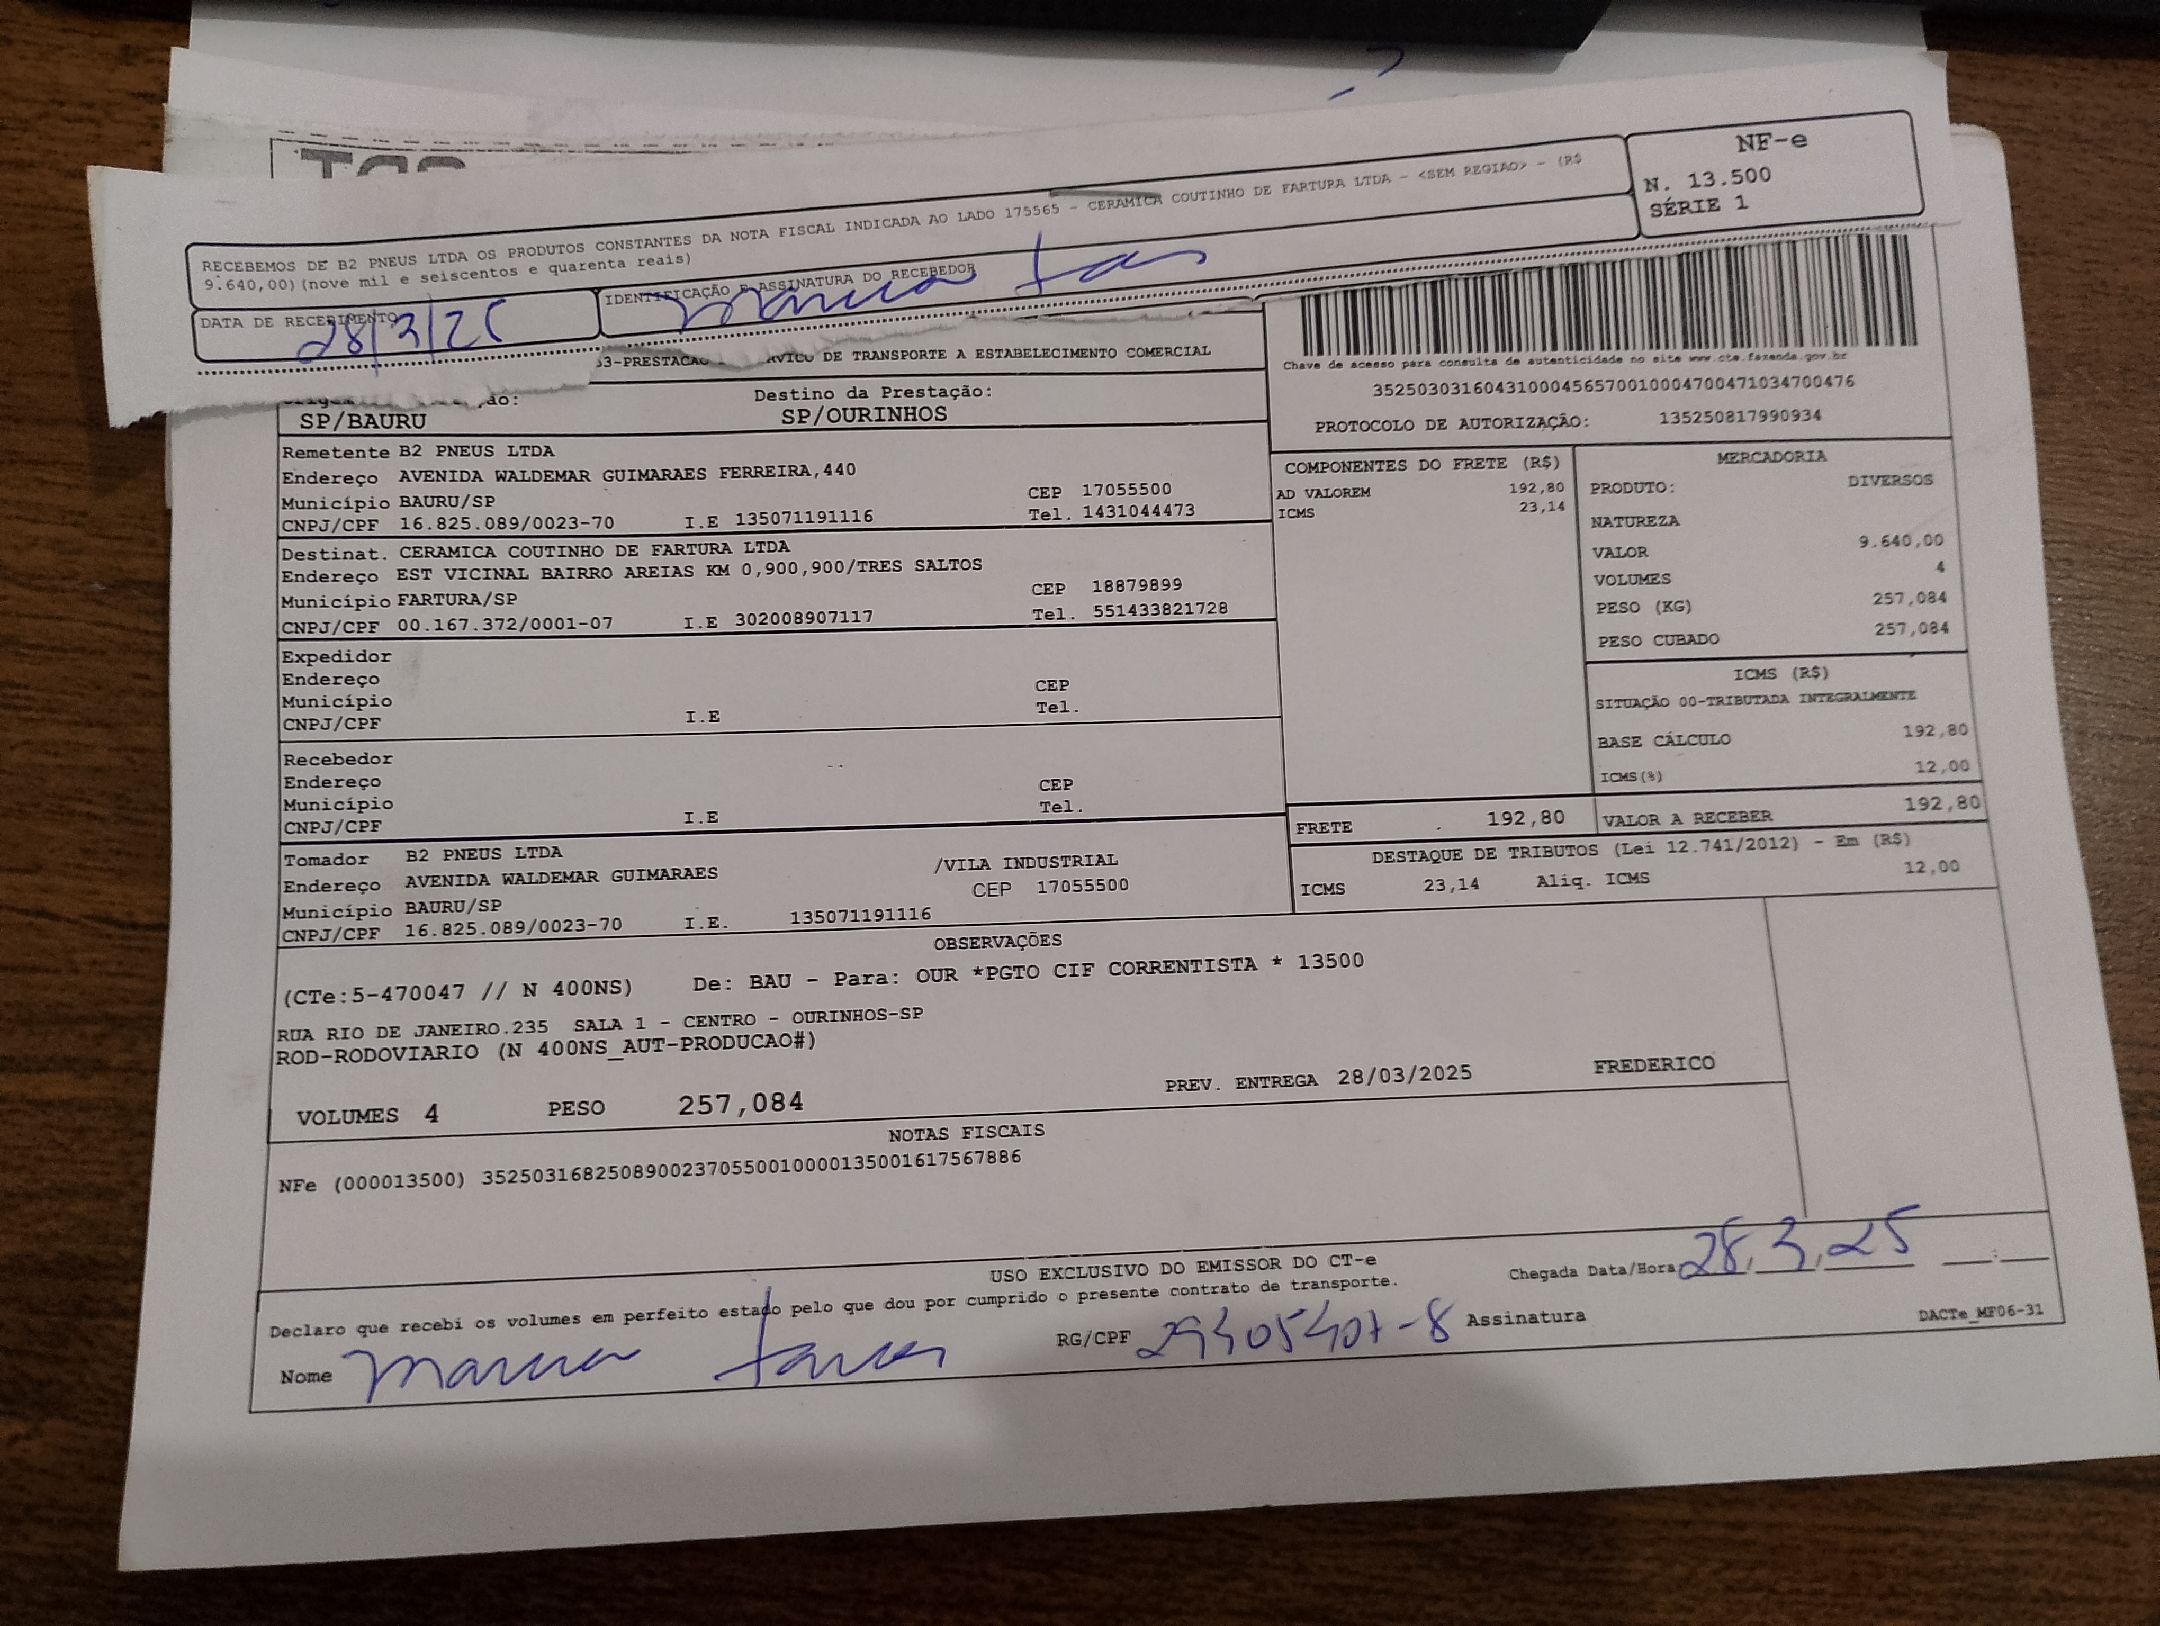 RECEBEMOS DE B2 PNEUS LTDA OS PRODUTOS CONSTANTES DA NOTA FISCAL INDICADA AO LADO 175565 - CERAMICA COUTINHO DE FARTURA LTDA - <SEM REGIAO> - (R$
9.640,00)(nove mil e seiscentos e quarenta reais)
NF-e
N. 13.500
SÉRIE 1
DATA DE RECEBIMENTO
28/3/25
IDENTIFICAÇÃO E ASSINATURA DO RECEBEDOR
53-PRESTACAO DE TRANSPORTE A ESTABELECIMENTO COMERCIAL
Chave de acesso para consulta de autenticidade no site www.cte.fazenda.gov.br
35250303160431000456570010004700471034700476
PROTOCOLO DE AUTORIZAÇÃO: 135250817990934
Destino da Prestação:
SP/BAURU SP/OURINHOS
Remetente B2 PNEUS LTDA
Endereço AVENIDA WALDEMAR GUIMARAES FERREIRA,440
Município BAURU/SP CEP 17055500
CNPJ/CPF 16.825.089/0023-70 I.E 135071191116 Tel. 1431044473
Destinat. CERAMICA COUTINHO DE FARTURA LTDA
Endereço EST VICINAL BAIRRO AREIAS KM 0,900,900/TRES SALTOS
Município FARTURA/SP CEP 18879899
CNPJ/CPF 00.167.372/0001-07 I.E 302008907117 Tel. 551433821728
Expedidor
Endereço
Município CEP
CNPJ/CPF I.E Tel.
Recebedor
Endereço
Município CEP
CNPJ/CPF I.E Tel.
Tomador B2 PNEUS LTDA
Endereço AVENIDA WALDEMAR GUIMARAES /VILA INDUSTRIAL
Município BAURU/SP CEP 17055500
CNPJ/CPF 16.825.089/0023-70 I.E. 135071191116
COMPONENTES DO FRETE (R$)
AD VALOREM 192,80
ICMS 23,14
MERCADORIA
PRODUTO: DIVERSOS
NATUREZA
VALOR 9.640,00
VOLUMES 4
PESO (KG) 257,084
PESO CUBADO 257,084
ICMS (R$)
SITUAÇÃO 00-TRIBUTADA INTEGRALMENTE
BASE CÁLCULO 192,80
ICMS(%) 12,00
FRETE 192,80 VALOR A RECEBER 192,80
DESTAQUE DE TRIBUTOS (Lei 12.741/2012) - Em (R$)
ICMS 23,14 Aliq. ICMS 12,00
OBSERVAÇÕES
(CTe:5-470047 // N 400NS) De: BAU - Para: OUR *PGTO CIF CORRENTISTA * 13500
RUA RIO DE JANEIRO.235 SALA 1 - CENTRO - OURINHOS-SP
ROD-RODOVIARIO (N 400NS_AUT-PRODUCAO#)
VOLUMES 4 PESO 257,084 PREV. ENTREGA 28/03/2025 FREDERICO
NOTAS FISCAIS
NFe (000013500) 35250316825089002370550010000135001617567886
USO EXCLUSIVO DO EMISSOR DO CT-e
Declaro que recebi os volumes em perfeito estado pelo que dou por cumprido o presente contrato de transporte.
Chegada Data/Hora 28.3.25 :
Nome RG/CPF 29405407-8 Assinatura
DACTe_MF06-31